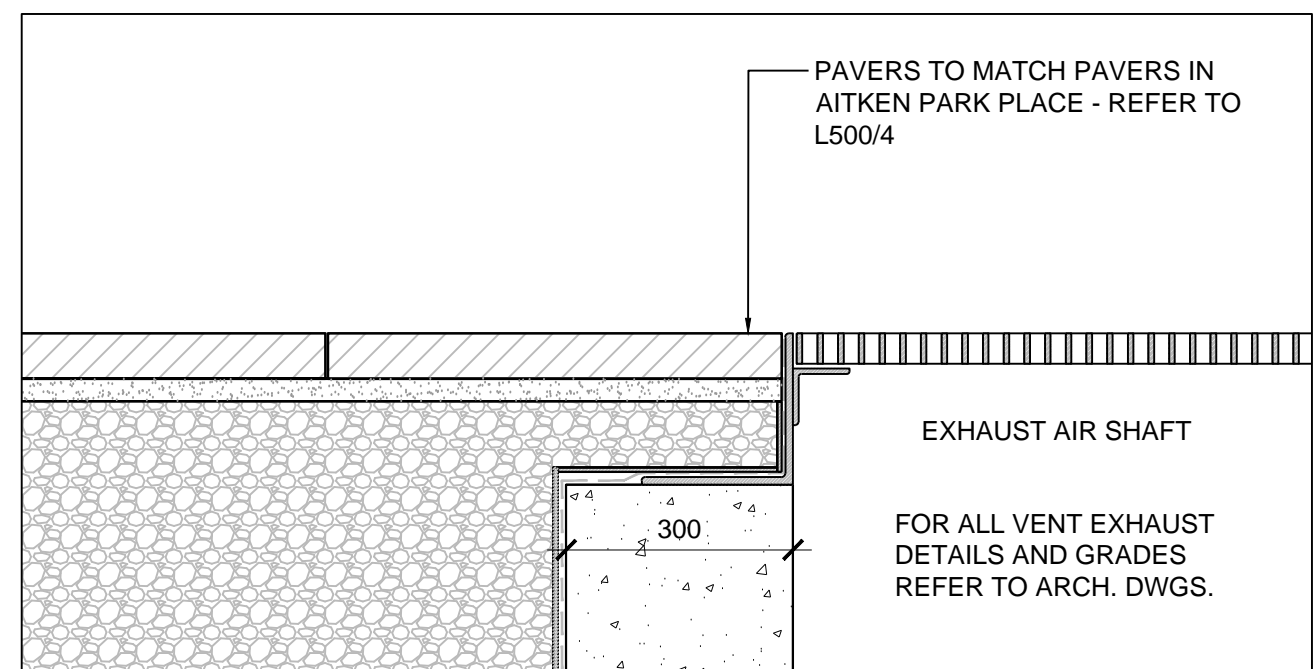 PAVERS TO MATCH PAVERS IN
AITKEN PARK PLACE - REFER TO
L500/4
EXHAUST AIR SHAFT
300
FOR ALL VENT EXHAUST
DETAILS AND GRADES
REFER TO ARCH. DWGS.